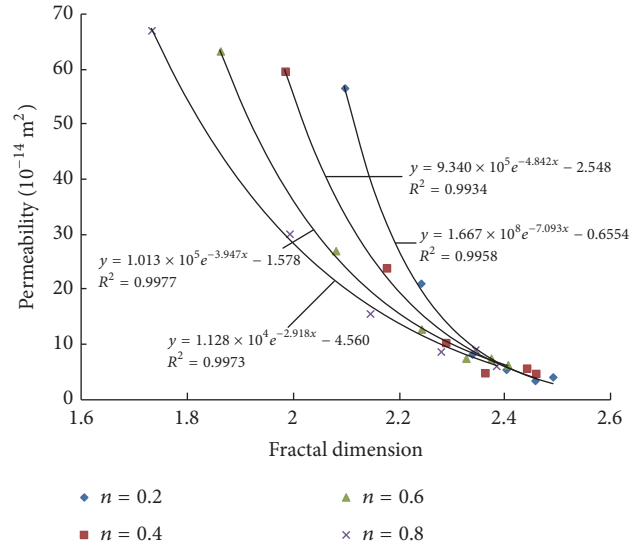 70
60
50
40
30
20
10
0
Permeability (10⁻¹⁴ m²)
y = 9.340 × 10⁵e⁻⁴·⁸⁴²ˣ − 2.548
R² = 0.9934
y = 1.667 × 10⁸e⁻⁷·⁰⁹³ˣ − 0.6554
R² = 0.9958
y = 1.013 × 10⁵e⁻³·⁹⁴⁷ˣ − 1.578
R² = 0.9977
y = 1.128 × 10⁴e⁻²·⁹¹⁸ˣ − 4.560
R² = 0.9973
1.6 1.8 2 2.2 2.4 2.6
Fractal dimension
n = 0.2 n = 0.6
n = 0.4 n = 0.8